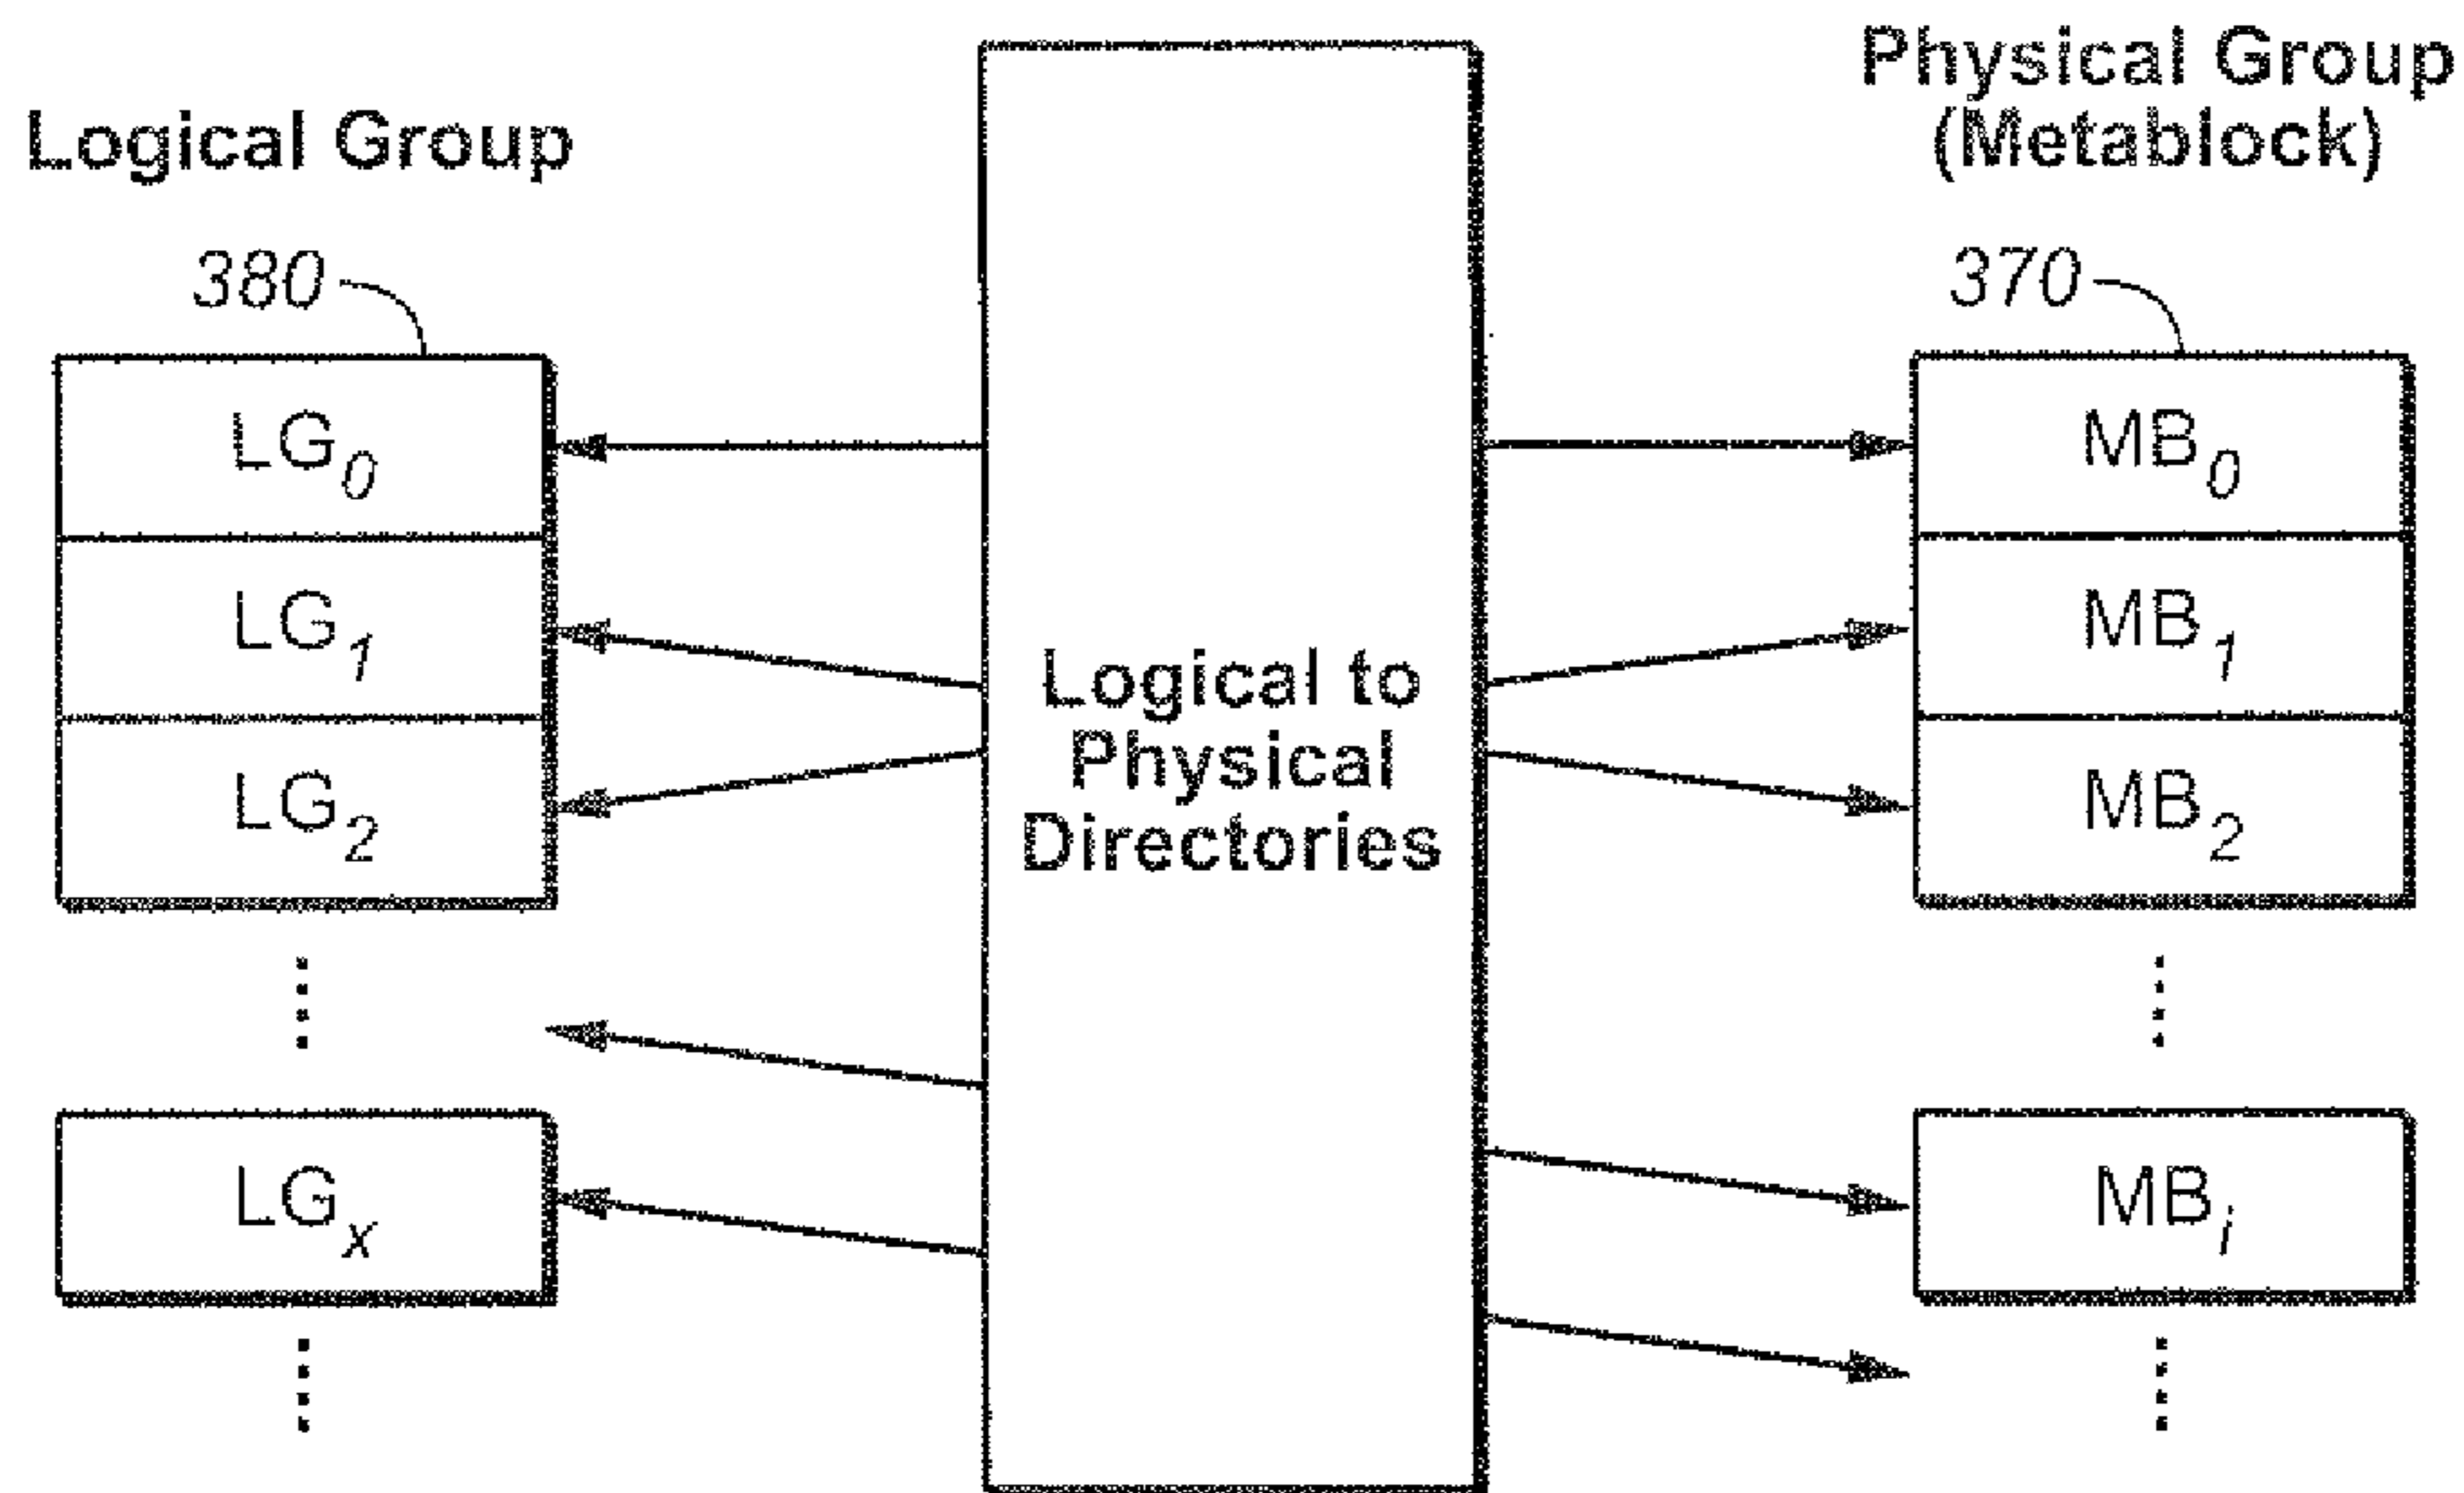 Logical Group
380
LG0
LG1
LG2
LGx
Logical to
Physical
Directories
Physical Group
(Metablock)
370
MB0
MB1
MB2
MBi